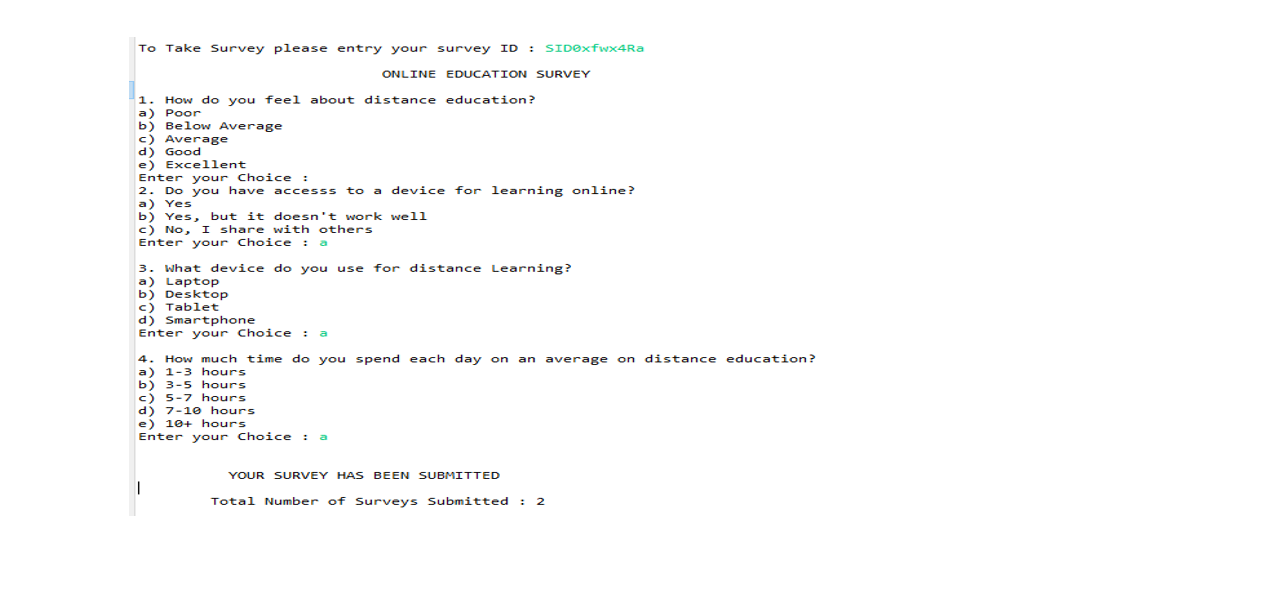 To Take Survey please entry your survey ID : SID0xfwx4Ra
ONLINE EDUCATION SURVEY
1. How do you feel about distance education?
a) Poor
b) Below Average
c) Average
d) Good
e) Excellent
Enter your Choice :
2. Do you have accesss to a device for learning online?
a) Yes
b) Yes, but it doesn't work well
c) No, I share with others
Enter your Choice : a
3. What device do you use for distance Learning?
a) Laptop
b) Desktop
c) Tablet
d) Smartphone
Enter your Choice : a
4. How much time do you spend each day on an average on distance education?
a) 1-3 hours
b) 3-5 hours
c) 5-7 hours
d) 7-10 hours
e) 10+ hours
Enter your Choice : a
YOUR SURVEY HAS BEEN SUBMITTED
Total Number of Surveys Submitted : 2